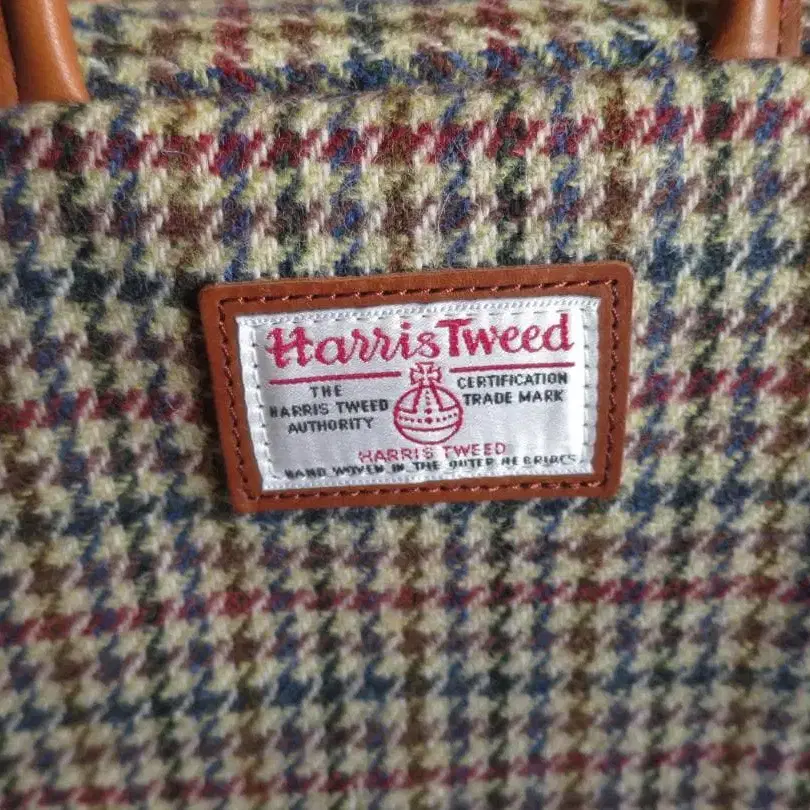 Harris Tweed
THE
HARRIS TWEED
AUTHORITY
CERTIFICATION
TRADE MARK
HARRIS TWEED
HAND WOVEN IN THE OUTER HEBRIDES